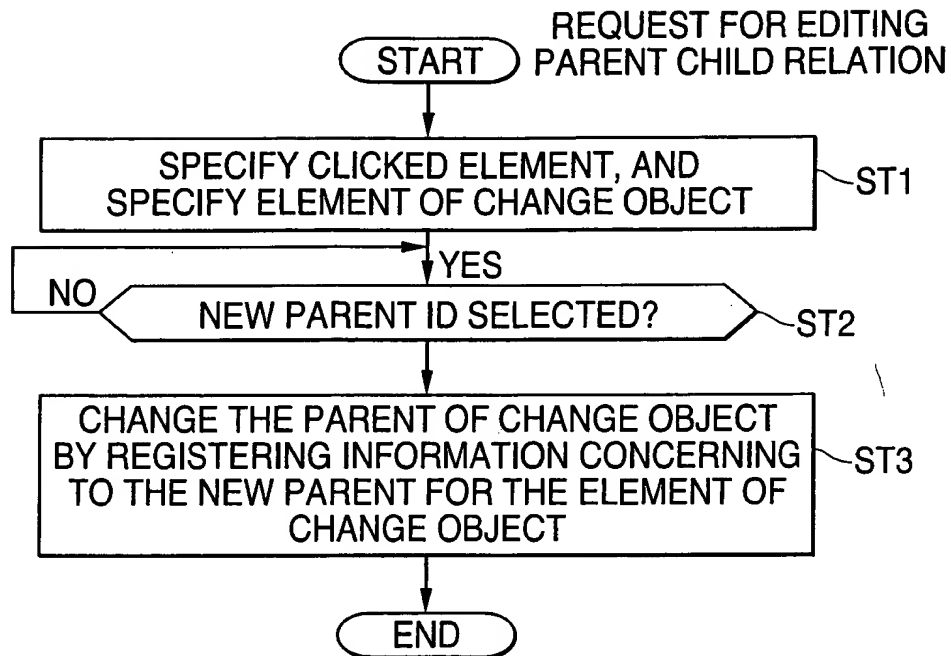 REQUEST FOR EDITING
PARENT CHILD RELATION
START
SPECIFY CLICKED ELEMENT, AND
SPECIFY ELEMENT OF CHANGE OBJECT
ST1
YES
NO
NEW PARENT ID SELECTED?
ST2
CHANGE THE PARENT OF CHANGE OBJECT
BY REGISTERING INFORMATION CONCERNING
TO THE NEW PARENT FOR THE ELEMENT OF
CHANGE OBJECT
ST3
END